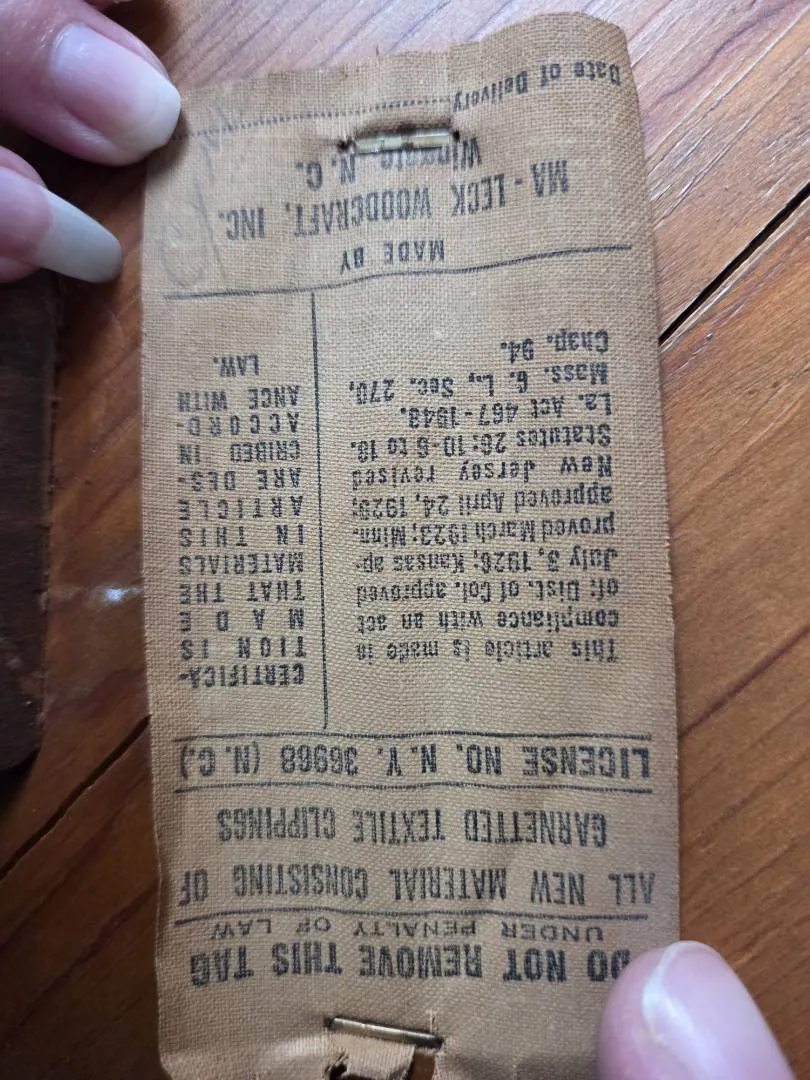 DO NOT REMOVE THIS TAG
UNDER PENALTY OF LAW
ALL NEW MATERIAL CONSISTING OF
GARNETTED TEXTILE CLIPPINGS
LICENSE NO. N.Y. 36968 (N.C.)
This article is made in
compliance with an act
of: Dist. of Col. approved
July 3, 1926; Kansas ap-
proved March 1923; Minn.
approved April 24, 1929;
New Jersey revised
Statutes 26:10-6 to 18.
La. Act 467-1948.
Mass. G. L., Sec. 270,
Chap. 94.
CERTIFICA-
TION IS
MADE
THAT THE
MATERIALS
IN THIS
ARTICLE
ARE DES-
CRIBED IN
ACCORD-
ANCE WITH
LAW.
MADE BY
MA-LECK WOODCRAFT, INC.
Wingate, N. C.
Date of Delivery